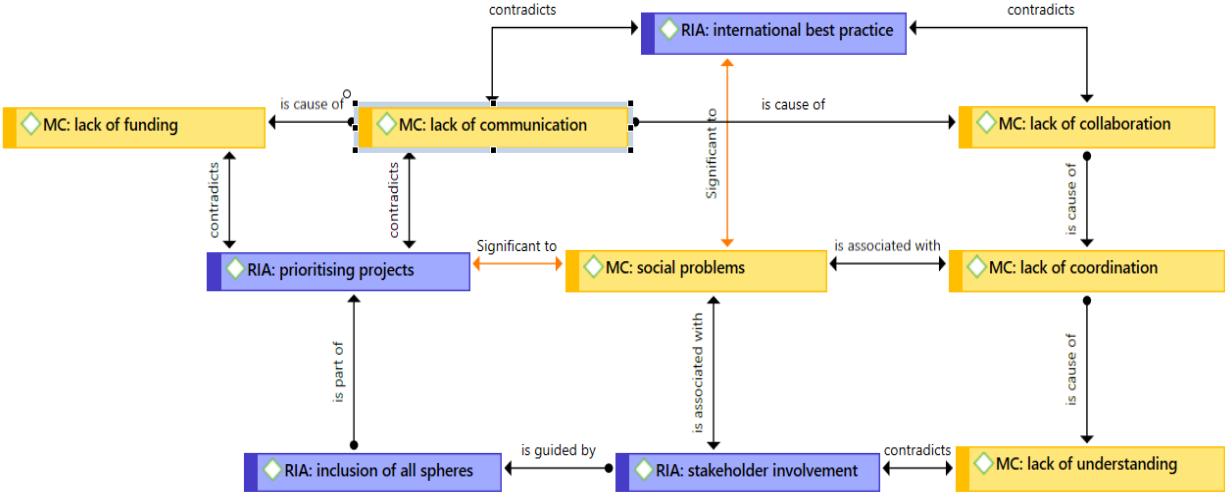 contradicts
contradicts
RIA: international best practice
is cause of
is cause of
MC: lack of funding
MC: lack of communication
MC: lack of collaboration
Significant to
contradicts
contradicts
is cause of
Significant to
is associated with
RIA: prioritising projects
MC: social problems
MC: lack of coordination
is part of
is associated with
is cause of
is guided by
contradicts
RIA: inclusion of all spheres
RIA: stakeholder involvement
MC: lack of understanding